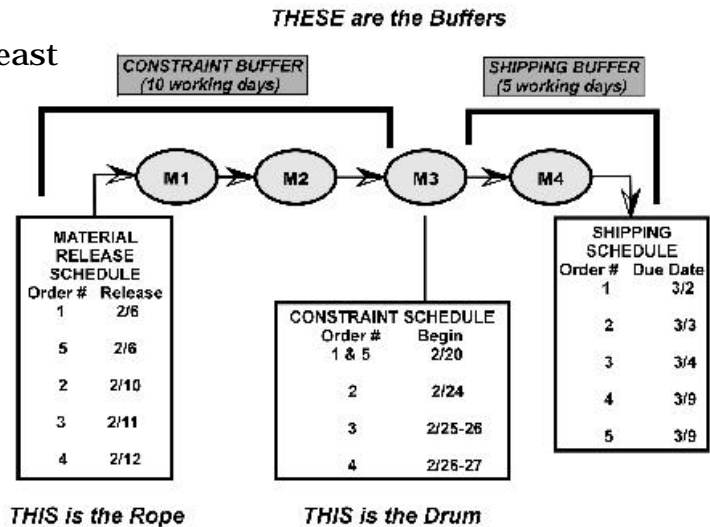 THESE are the Buffers
east
CONSTRAINT BUFFER
(10 working days)
SHIPPING BUFFER
(5 working days)
M1
M2
M3
M4
MATERIAL
RELEASE
SCHEDULE
Order # Release
1 2/6
5 2/6
2 2/10
3 2/11
4 2/12
CONSTRAINT SCHEDULE
Order # Begin
1 & 5 2/20
2 2/24
3 2/25-26
4 2/26-27
SHIPPING
SCHEDULE
Order # Due Date
1 3/2
2 3/3
3 3/4
4 3/9
5 3/9
THIS is the Rope
THIS is the Drum